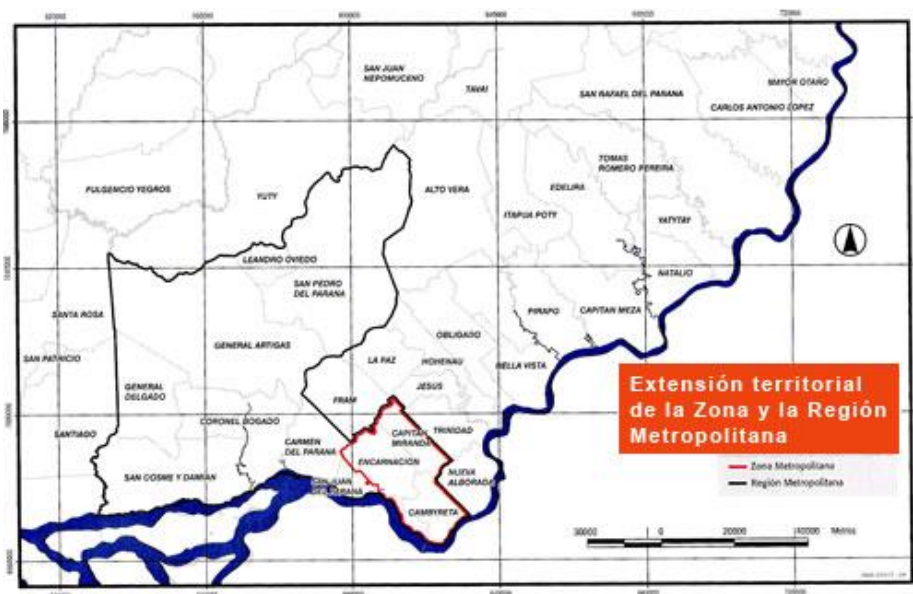 SAN JUAN
NEPOMUCENO
TAVAI
MAYOR OTAÑO
SAN RAFAEL DEL PARANA
CARLOS ANTONIO LOPEZ
TOMAS
ROMERO PEREIRA
FULGENCIO YEGROS
YUTY
ALTO VERA
EDELIRA
ITAPUA POTY
YATYTAY
LEANDRO OVIEDO
NATALIO
SAN PEDRO
DEL PARANA
SANTA ROSA
PIRAPO
CAPITAN MEZA
GENERAL ARTIGAS
OBLIGADO
SAN PATRICIO
LA PAZ
HOHENAU
BELLA VISTA
JESUS
GENERAL
DELGADO
FRAM
Extensión territorial
de la Zona y la Región
Metropolitana
CORONEL BOGADO
SANTIAGO
CAPITAN
MIRANDA
TRINIDAD
CARMEN
DEL PARANA
ENCARNACION
Zona Metropolitana
SAN COSME Y DAMIAN
SAN JUAN
DEL PARANA
NUEVA
ALBORADA
Región Metropolitana
CAMBYRETA
0
20000
Metros